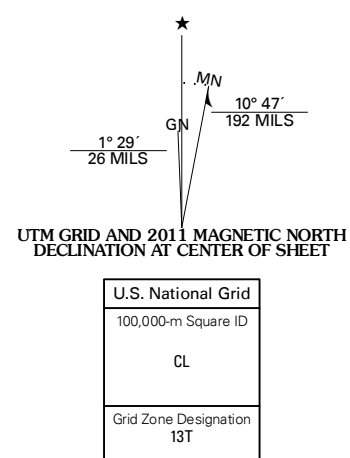 ★
MN
GN
10° 47´
192 MILS
1° 29´
26 MILS
UTM GRID AND 2011 MAGNETIC NORTH
DECLINATION AT CENTER OF SHEET
U.S. National Grid
100,000-m Square ID
CL
Grid Zone Designation
13T